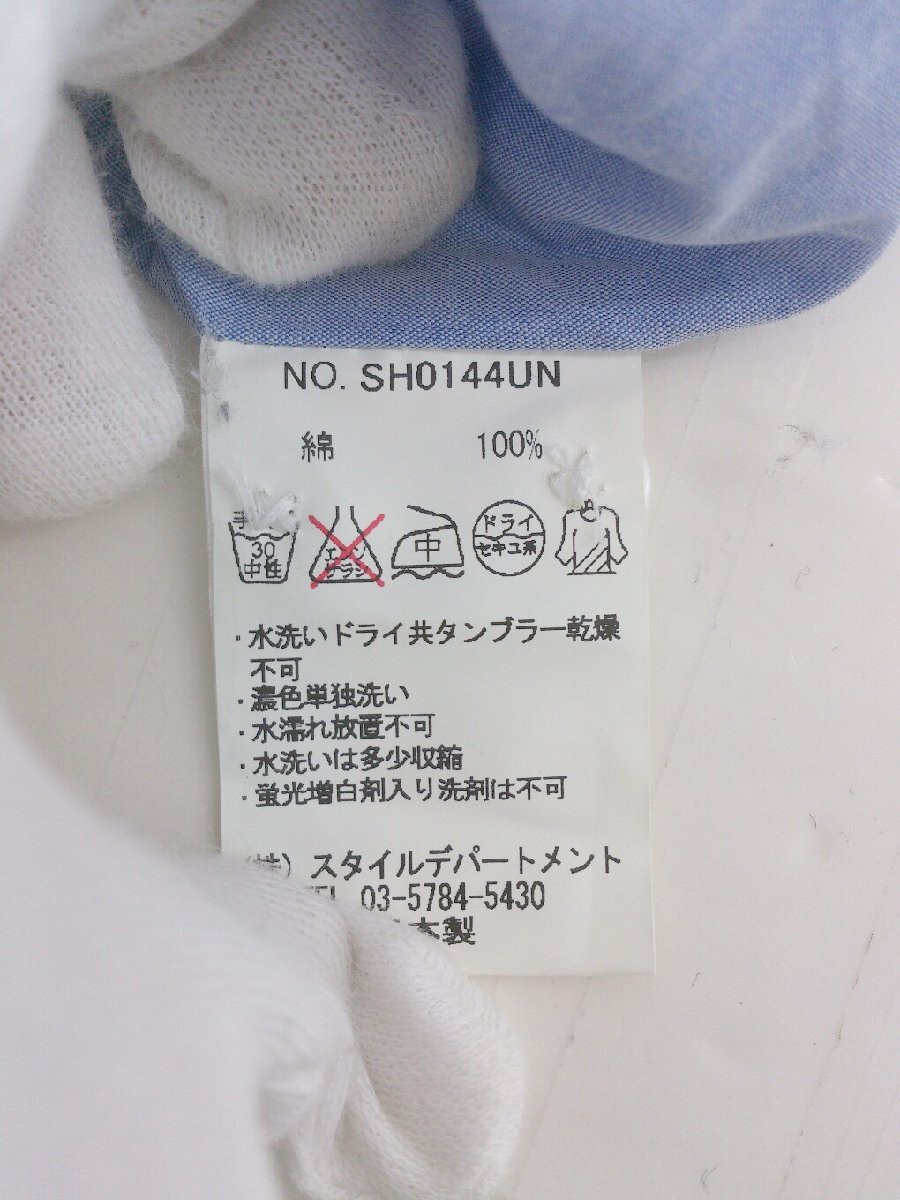 NO. SH0144UN
綿 100%
30 中 ドライ
中性 セキユ系
・水洗いドライ共タンブラー乾燥
不可
・濃色単独洗い
・水濡れ放置不可
・水洗いは多少収縮
・蛍光増白剤入り洗剤は不可
スタイルデパートメント
03-5784-5430
本製